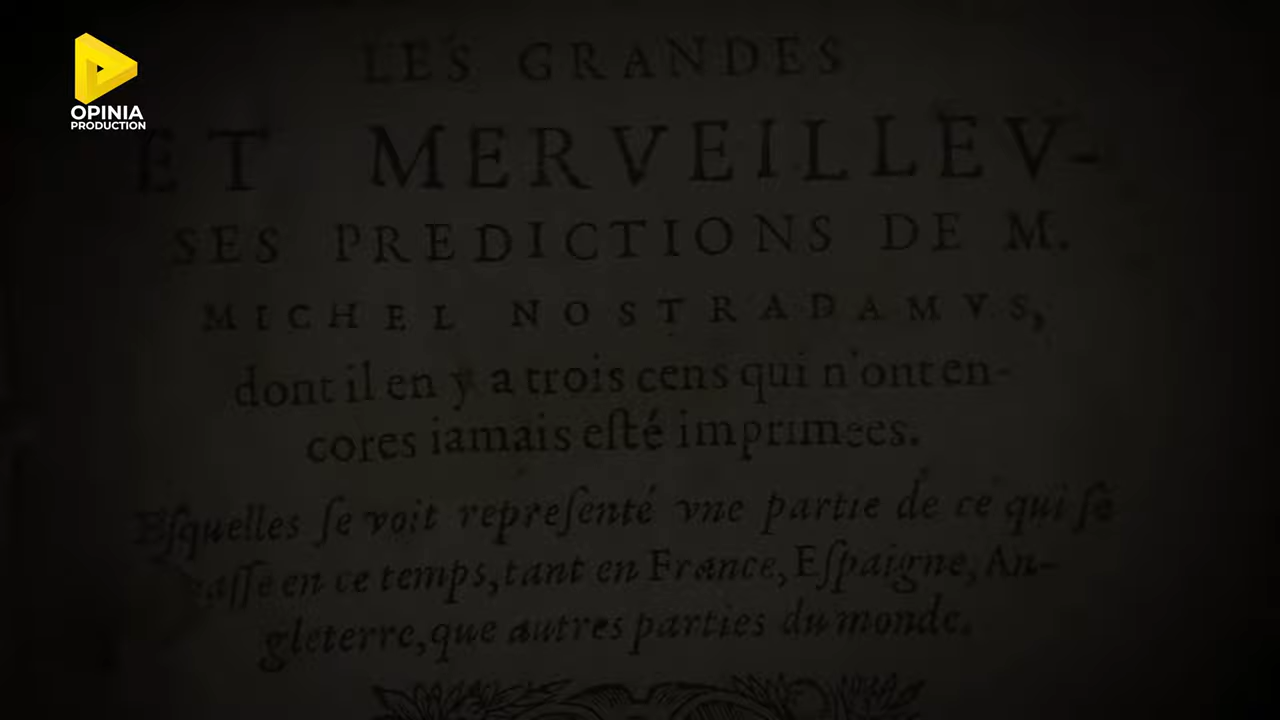 OPINIA
PRODUCTION
LES GRANDES
ET MERVEILLEV-
SES PREDICTIONS DE M.
MICHEL NOSTRADAMVS,
dont il en y a trois cens qui n'ont en-
cores iamais eſté imprimees.
Eſquelles ſe voit repreſenté vne partie de ce qui ſe
paſſe en ce temps, tant en France, Eſpaigne, An-
gleterre, que autres parties du monde.